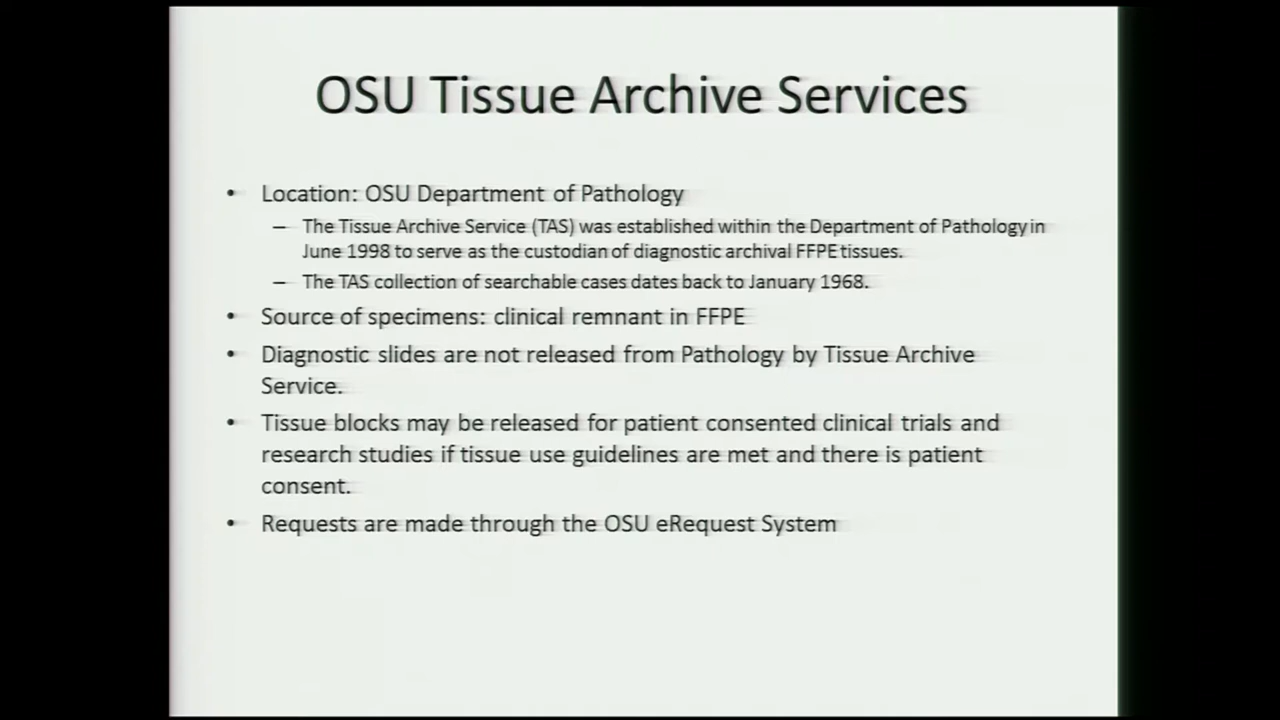 OSU Tissue Archive Services
• Location: OSU Department of Pathology
– The Tissue Archive Service (TAS) was established within the Department of Pathology in
June 1998 to serve as the custodian of diagnostic archival FFPE tissues.
– The TAS collection of searchable cases dates back to January 1968.
• Source of specimens: clinical remnant in FFPE
• Diagnostic slides are not released from Pathology by Tissue Archive
Service.
• Tissue blocks may be released for patient consented clinical trials and
research studies if tissue use guidelines are met and there is patient
consent.
• Requests are made through the OSU eRequest System